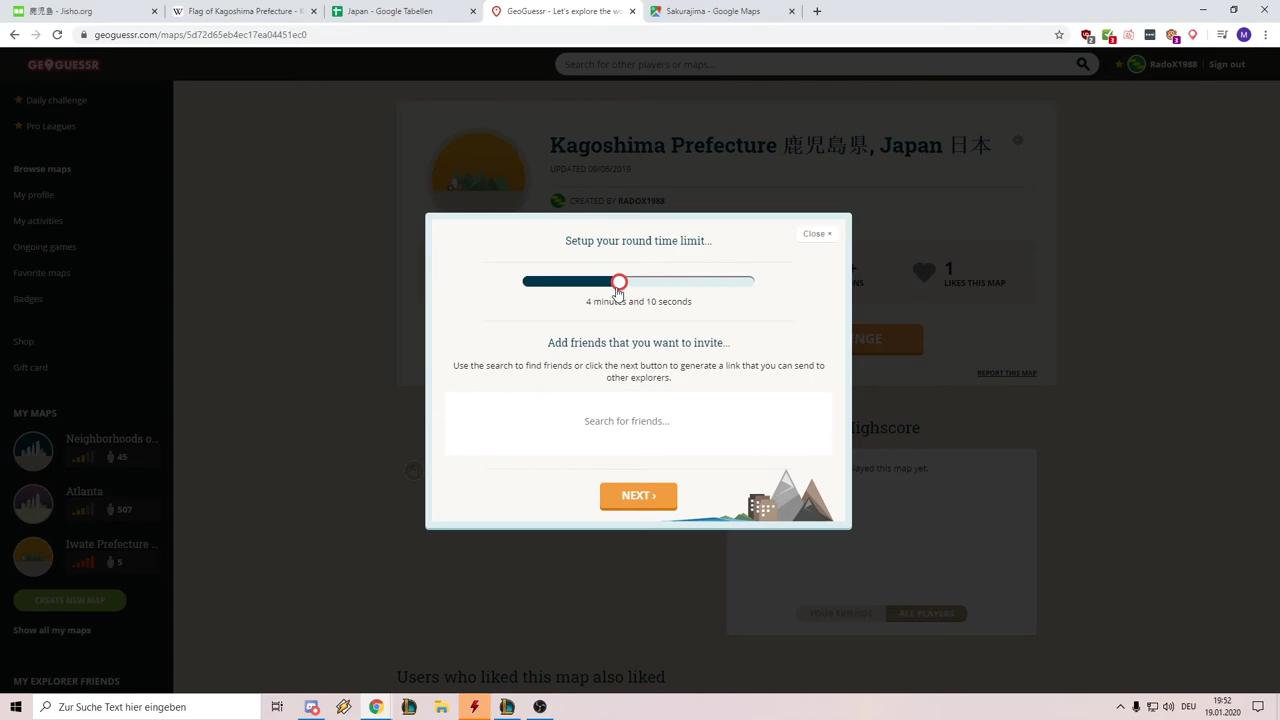 鹿児島 - Jisho.org
Flag of Kagoshima Prefecture -
Japan - Google Tabellen
GeoGuessr - Let's explore the wo
Sakurajima - Google Maps
geoguessr.com/maps/5d72d65eb4ec17ea04451ec0
GEOGUESSR
Search for other players or maps...
RadoX1988
Sign out
Daily challenge
Pro Leagues
Browse maps
My profile
My activities
Ongoing games
Favorite maps
Badges
Shop
Gift card
MY MAPS
Neighborhoods o...
45
Atlanta
507
Iwate Prefecture ...
5
CREATE NEW MAP
Show all my maps
MY EXPLORER FRIENDS
Kagoshima Prefecture 鹿児島県, Japan 日本
UPDATED 09/06/2019
CREATED BY RADOX1988
1
LIKES THIS MAP
REPORT THIS MAP
Setup your round time limit...
Close ×
4 minutes and 10 seconds
Add friends that you want to invite...
Use the search to find friends or click the next button to generate a link that you can send to
other explorers.
Search for friends...
NEXT ›
Highscore
YOUR FRIENDS
ALL PLAYERS
Users who liked this map also liked
Zur Suche Text hier eingeben
DEU
19:52
19.01.2020